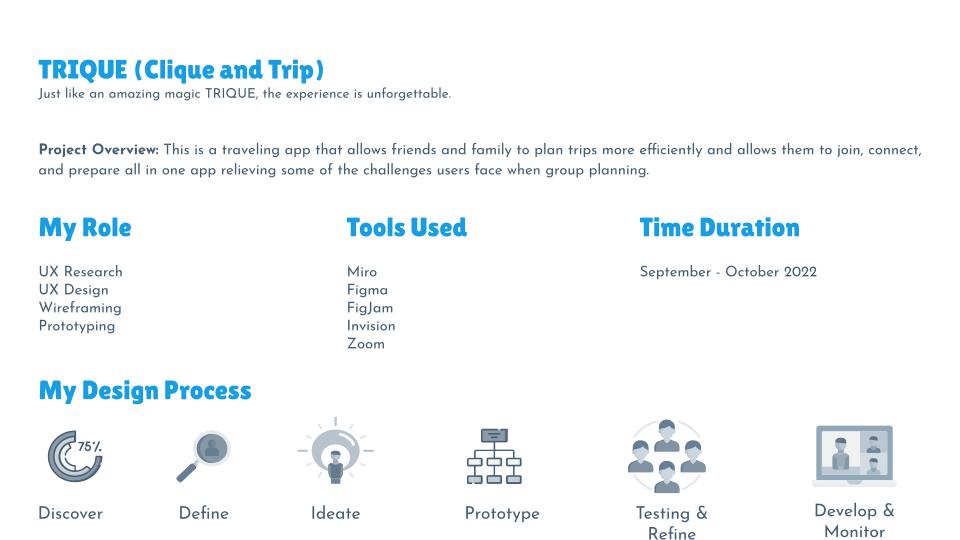 TRIQUE (Clique and Trip)
Just like an amazing magic TRIQUE, the experience is unforgettable.
Project Overview: This is a traveling app that allows friends and family to plan trips more efficiently and allows them to join, connect,
and prepare all in one app relieving some of the challenges users face when group planning.
My Role
UX Research
UX Design
Wireframing
Prototyping
Tools Used
Miro
Figma
FigJam
Invision
Zoom
Time Duration
September - October 2022
My Design Process
75%
Discover
Define
Ideate
Prototype
Testing &
Refine
Develop &
Monitor